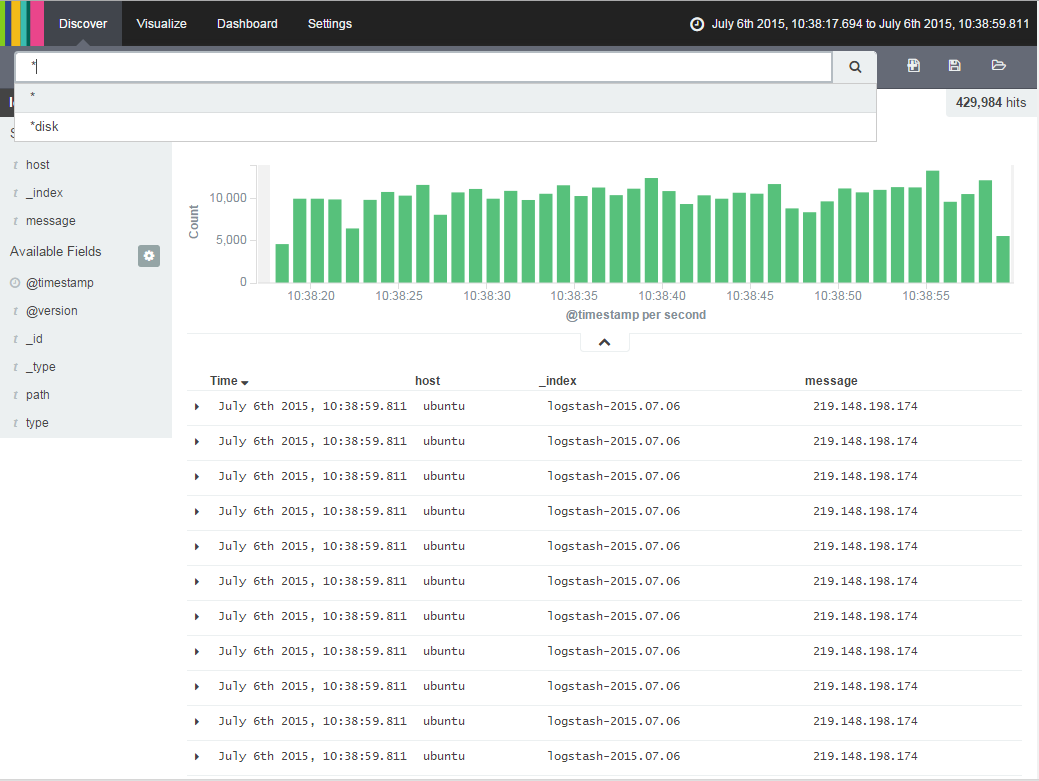 Discover Visualize Dashboard Settings July 6th 2015, 10:38:17.694 to July 6th 2015, 10:38:59.811
*
*
*disk
429,984 hits
t host
t _index
t message
Available Fields
@timestamp
t @version
t _id
t _type
t path
t type
Count
10,000
5,000
0
10:38:20 10:38:25 10:38:30 10:38:35 10:38:40 10:38:45 10:38:50 10:38:55
@timestamp per second
Time host _index message
July 6th 2015, 10:38:59.811 ubuntu logstash-2015.07.06 219.148.198.174
July 6th 2015, 10:38:59.811 ubuntu logstash-2015.07.06 219.148.198.174
July 6th 2015, 10:38:59.811 ubuntu logstash-2015.07.06 219.148.198.174
July 6th 2015, 10:38:59.811 ubuntu logstash-2015.07.06 219.148.198.174
July 6th 2015, 10:38:59.811 ubuntu logstash-2015.07.06 219.148.198.174
July 6th 2015, 10:38:59.811 ubuntu logstash-2015.07.06 219.148.198.174
July 6th 2015, 10:38:59.811 ubuntu logstash-2015.07.06 219.148.198.174
July 6th 2015, 10:38:59.811 ubuntu logstash-2015.07.06 219.148.198.174
July 6th 2015, 10:38:59.811 ubuntu logstash-2015.07.06 219.148.198.174
July 6th 2015, 10:38:59.811 ubuntu logstash-2015.07.06 219.148.198.174
July 6th 2015, 10:38:59.811 ubuntu logstash-2015.07.06 219.148.198.174